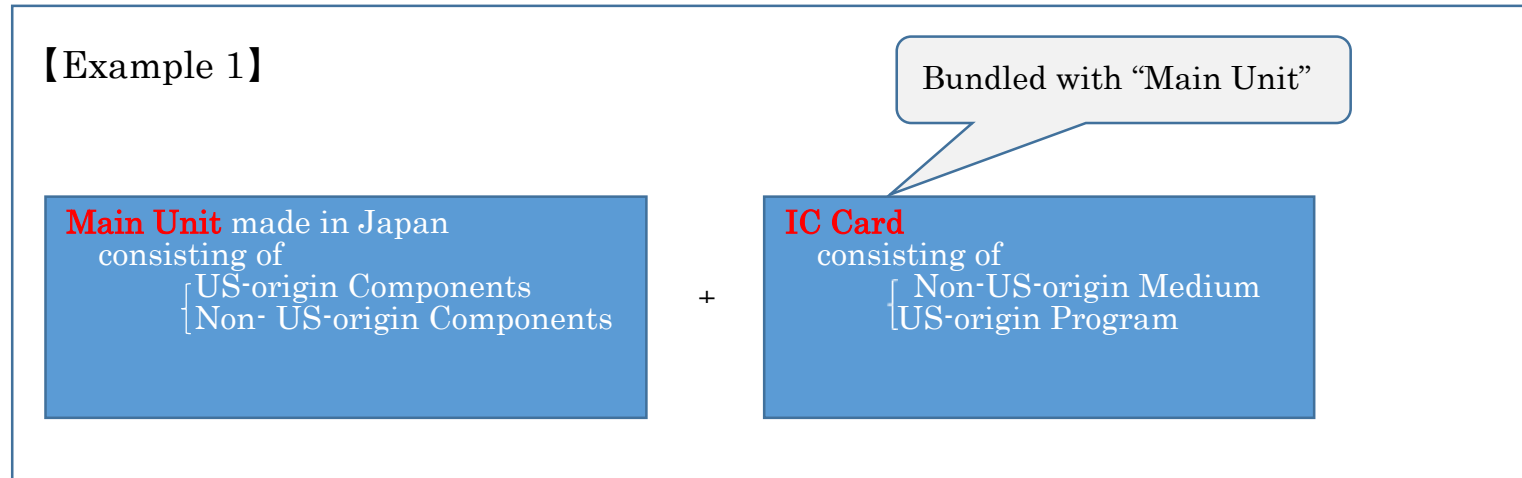 【Example 1】
Bundled with “Main Unit”
Main Unit made in Japan
consisting of
US-origin Components
Non- US-origin Components
+
IC Card
consisting of
Non-US-origin Medium
US-origin Program